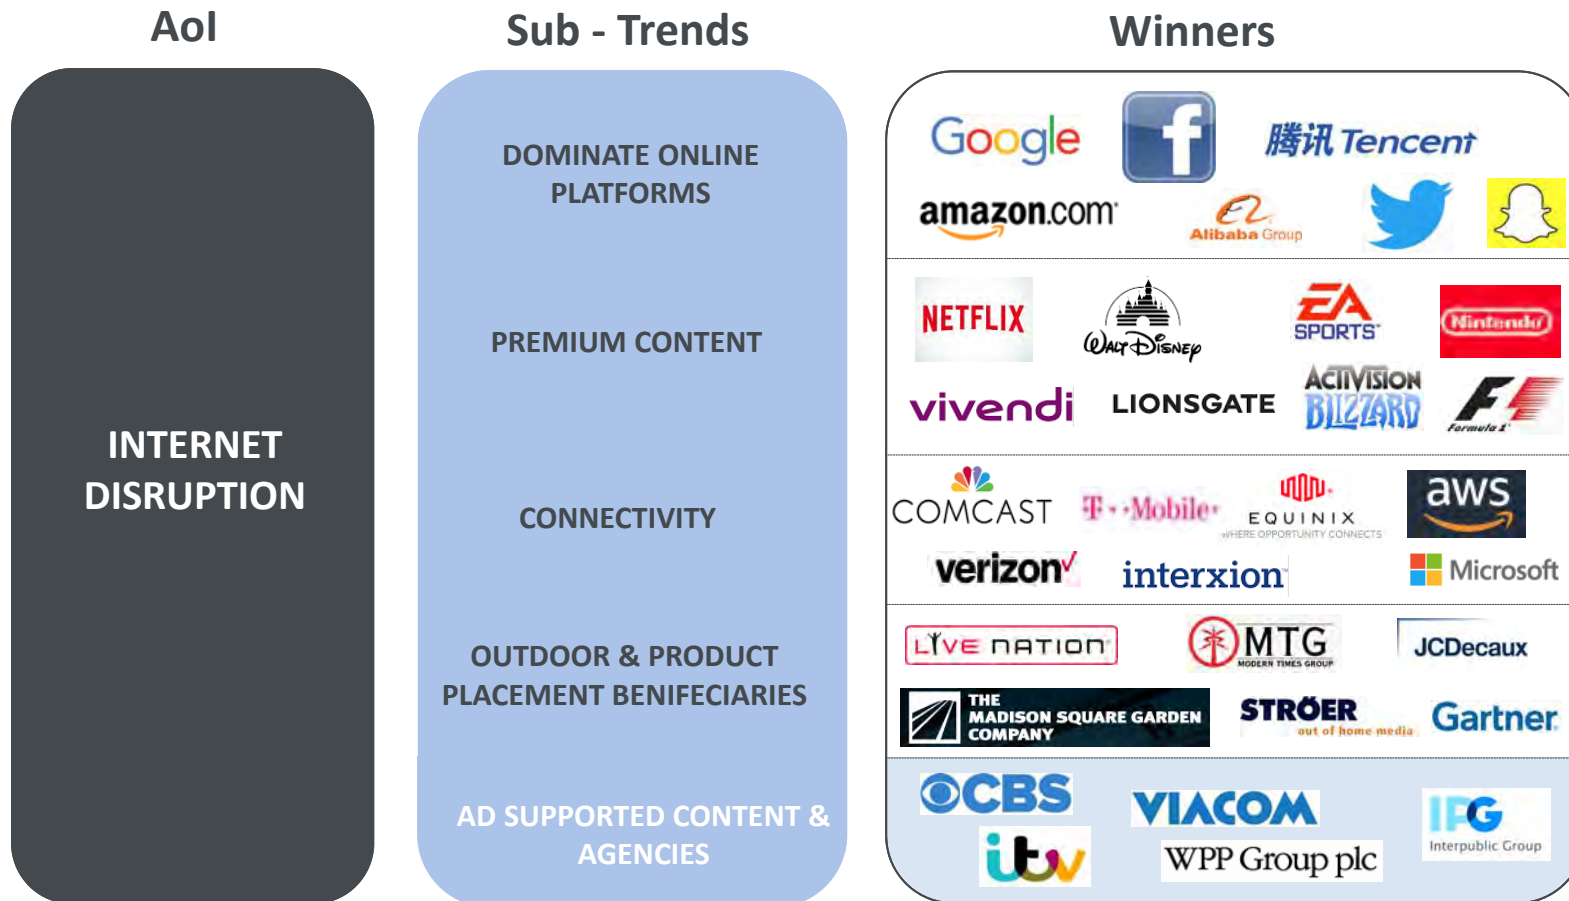 AoI
Sub - Trends
Winners
INTERNET
DISRUPTION
DOMINATE ONLINE
PLATFORMS
PREMIUM CONTENT
CONNECTIVITY
OUTDOOR & PRODUCT
PLACEMENT BENIFECIARIES
AD SUPPORTED CONTENT &
AGENCIES
Google
f
腾讯 Tencent
amazon.com
Alibaba Group
NETFLIX
WALT DISNEY
EA
SPORTS
Nintendo
vivendi
LIONSGATE
ACTIVISION
BLIZZARD
F1
Formula 1
COMCAST
T··Mobile·
EQUINIX
WHERE OPPORTUNITY CONNECTS
aws
verizon
interxion
Microsoft
LIVE NATION
MTG
MODERN TIMES GROUP
JCDecaux
THE
MADISON SQUARE GARDEN
COMPANY
STRÖER
out of home media
Gartner
CBS
VIACOM
IPG
Interpublic Group
itv
WPP Group plc